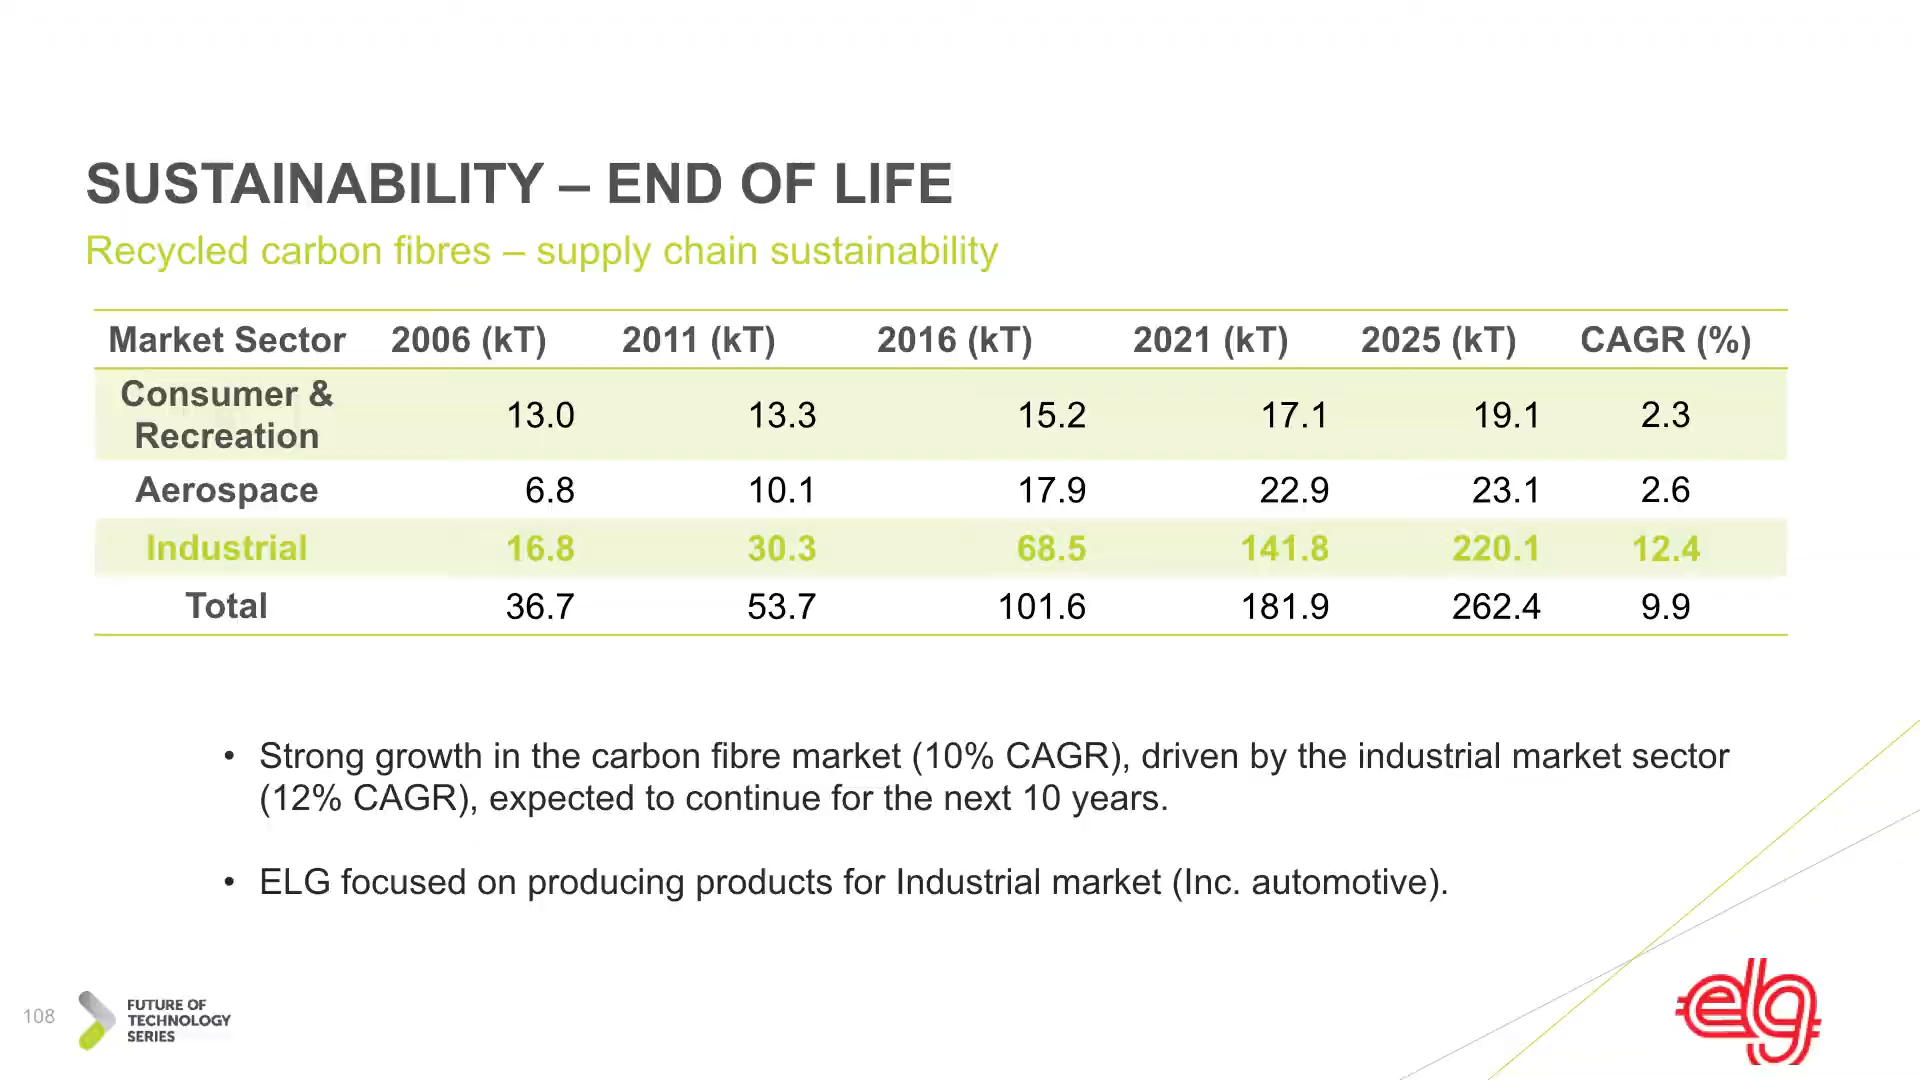 SUSTAINABILITY – END OF LIFE
Recycled carbon fibres – supply chain sustainability
Market Sector 2006 (kT) 2011 (kT) 2016 (kT) 2021 (kT) 2025 (kT) CAGR (%)
Consumer &
Recreation 13.0 13.3 15.2 17.1 19.1 2.3
Aerospace 6.8 10.1 17.9 22.9 23.1 2.6
Industrial 16.8 30.3 68.5 141.8 220.1 12.4
Total 36.7 53.7 101.6 181.9 262.4 9.9
• Strong growth in the carbon fibre market (10% CAGR), driven by the industrial market sector
(12% CAGR), expected to continue for the next 10 years.
• ELG focused on producing products for Industrial market (Inc. automotive).
108
FUTURE OF
TECHNOLOGY
SERIES
elg